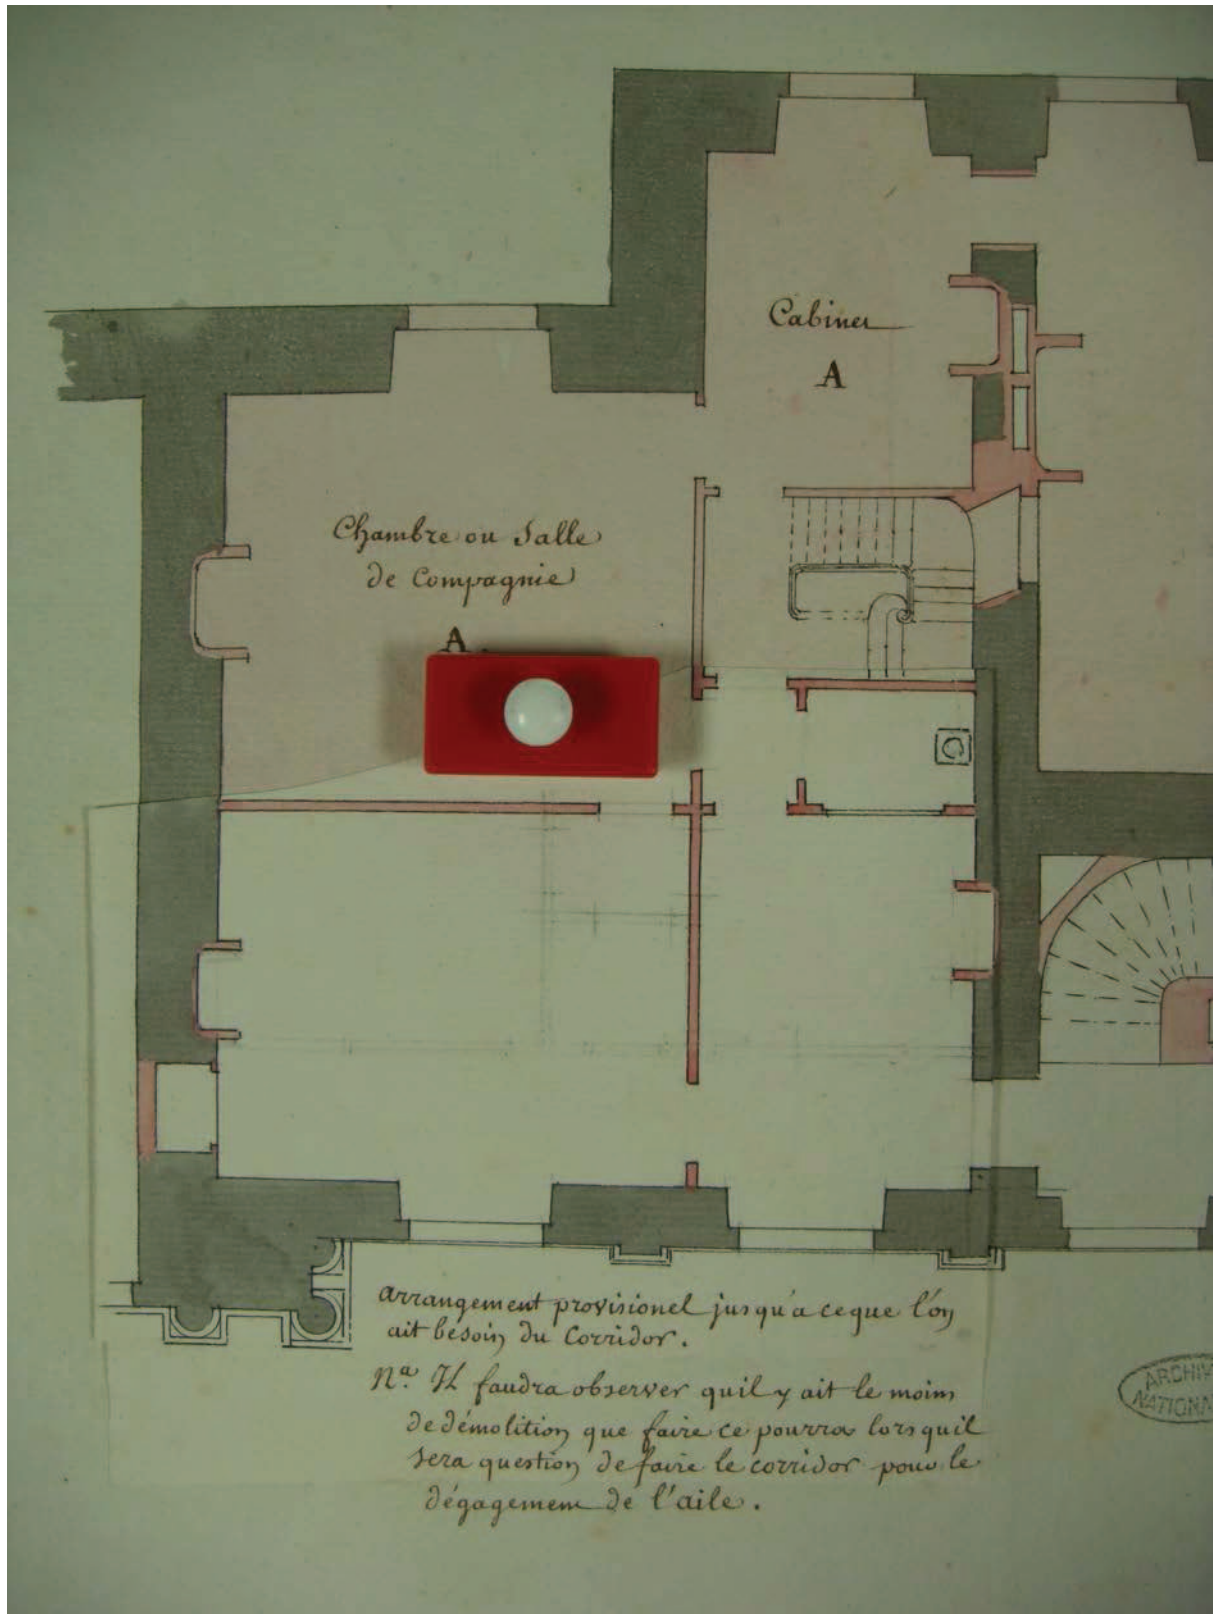 Cabinet
A
Chambre ou Salle
de Compagnie
A.
arrangement provisionel jusqu'a ceque l'on
ait besoin du Corridor.
Nª. Il faudra observer quil y ait le moins
de démolition que faire ce pourra lorsquil
sera question de faire le corridor pour le
dégagement de l'aile.
ARCHIV
NATIONA